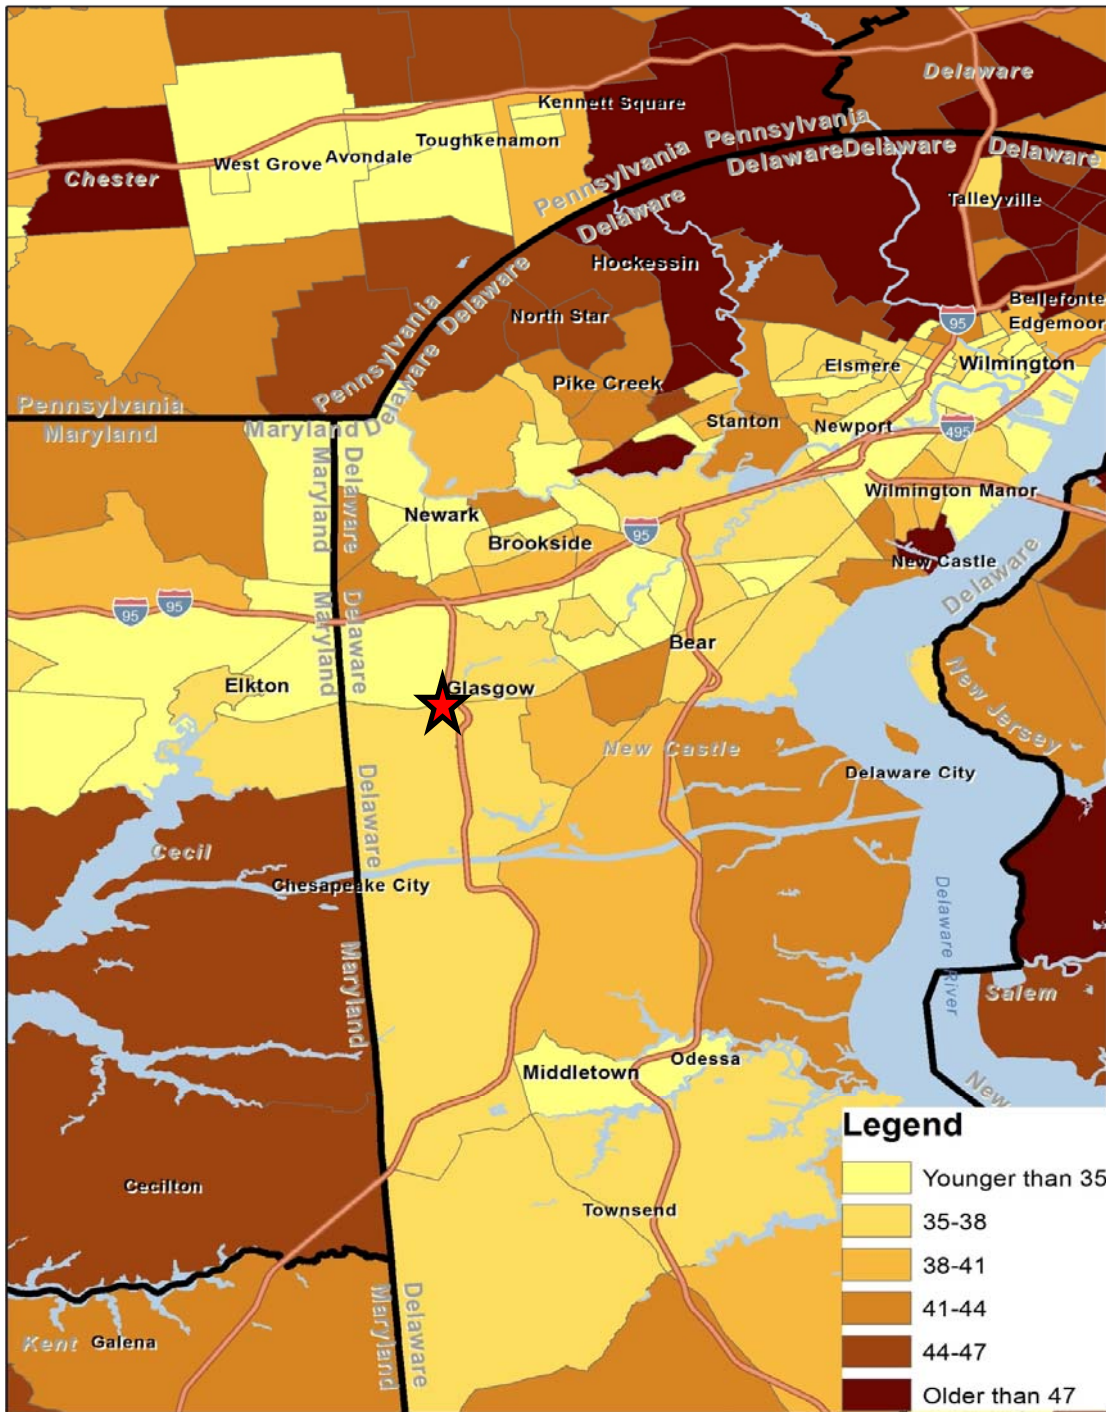 Delaware
Kennett Square
Pennsylvania
Toughkenamon
Pennsylvania
Avondale
West Grove
Delaware
Delaware
Delaware
Chester
Talleyville
Delaware
Hockessin
Delaware
Bellefonte
North Star
95
Edgemoor
Pennsylvania
Elsmere
Wilmington
Pike Creek
Pennsylvania
Delaware
Stanton
Newport
495
Maryland
Maryland
Maryland
Delaware
Wilmington Manor
Newark
95
Brookside
New Castle
Delaware
95
95
Maryland
Delaware
Bear
Elkton
Glasgow
New Jersey
New Castle
Delaware City
Delaware
Cecil
Chesapeake City
Delaware River
Maryland
Salem
Odessa
Middletown
New
Cecilton
Townsend
Kent
Galena
Maryland
Delaware
Legend
Younger than 35
35-38
38-41
41-44
44-47
Older than 47